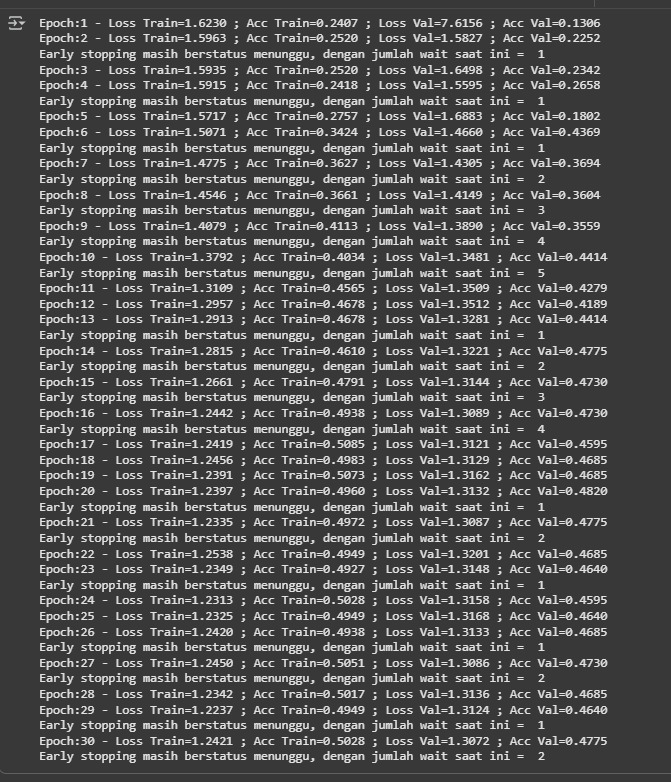 Epoch:1 - Loss Train=1.6230 ; Acc Train=0.2407 ; Loss Val=7.6156 ; Acc Val=0.1306
Epoch:2 - Loss Train=1.5963 ; Acc Train=0.2520 ; Loss Val=1.5827 ; Acc Val=0.2252
Early stopping masih berstatus menunggu, dengan jumlah wait saat ini =  1
Epoch:3 - Loss Train=1.5935 ; Acc Train=0.2520 ; Loss Val=1.6498 ; Acc Val=0.2342
Epoch:4 - Loss Train=1.5915 ; Acc Train=0.2418 ; Loss Val=1.5595 ; Acc Val=0.2658
Early stopping masih berstatus menunggu, dengan jumlah wait saat ini =  1
Epoch:5 - Loss Train=1.5717 ; Acc Train=0.2757 ; Loss Val=1.6883 ; Acc Val=0.1802
Epoch:6 - Loss Train=1.5071 ; Acc Train=0.3424 ; Loss Val=1.4660 ; Acc Val=0.4369
Early stopping masih berstatus menunggu, dengan jumlah wait saat ini =  1
Epoch:7 - Loss Train=1.4775 ; Acc Train=0.3627 ; Loss Val=1.4305 ; Acc Val=0.3694
Early stopping masih berstatus menunggu, dengan jumlah wait saat ini =  2
Epoch:8 - Loss Train=1.4546 ; Acc Train=0.3661 ; Loss Val=1.4149 ; Acc Val=0.3604
Early stopping masih berstatus menunggu, dengan jumlah wait saat ini =  3
Epoch:9 - Loss Train=1.4079 ; Acc Train=0.4113 ; Loss Val=1.3890 ; Acc Val=0.3559
Early stopping masih berstatus menunggu, dengan jumlah wait saat ini =  4
Epoch:10 - Loss Train=1.3792 ; Acc Train=0.4034 ; Loss Val=1.3481 ; Acc Val=0.4414
Early stopping masih berstatus menunggu, dengan jumlah wait saat ini =  5
Epoch:11 - Loss Train=1.3109 ; Acc Train=0.4565 ; Loss Val=1.3509 ; Acc Val=0.4279
Epoch:12 - Loss Train=1.2957 ; Acc Train=0.4678 ; Loss Val=1.3512 ; Acc Val=0.4189
Epoch:13 - Loss Train=1.2913 ; Acc Train=0.4678 ; Loss Val=1.3281 ; Acc Val=0.4414
Early stopping masih berstatus menunggu, dengan jumlah wait saat ini =  1
Epoch:14 - Loss Train=1.2815 ; Acc Train=0.4610 ; Loss Val=1.3221 ; Acc Val=0.4775
Early stopping masih berstatus menunggu, dengan jumlah wait saat ini =  2
Epoch:15 - Loss Train=1.2661 ; Acc Train=0.4791 ; Loss Val=1.3144 ; Acc Val=0.4730
Early stopping masih berstatus menunggu, dengan jumlah wait saat ini =  3
Epoch:16 - Loss Train=1.2442 ; Acc Train=0.4938 ; Loss Val=1.3089 ; Acc Val=0.4730
Early stopping masih berstatus menunggu, dengan jumlah wait saat ini =  4
Epoch:17 - Loss Train=1.2419 ; Acc Train=0.5085 ; Loss Val=1.3121 ; Acc Val=0.4595
Epoch:18 - Loss Train=1.2456 ; Acc Train=0.4983 ; Loss Val=1.3129 ; Acc Val=0.4685
Epoch:19 - Loss Train=1.2391 ; Acc Train=0.5073 ; Loss Val=1.3162 ; Acc Val=0.4685
Epoch:20 - Loss Train=1.2397 ; Acc Train=0.4960 ; Loss Val=1.3132 ; Acc Val=0.4820
Early stopping masih berstatus menunggu, dengan jumlah wait saat ini =  1
Epoch:21 - Loss Train=1.2335 ; Acc Train=0.4972 ; Loss Val=1.3087 ; Acc Val=0.4775
Early stopping masih berstatus menunggu, dengan jumlah wait saat ini =  2
Epoch:22 - Loss Train=1.2538 ; Acc Train=0.4949 ; Loss Val=1.3201 ; Acc Val=0.4685
Epoch:23 - Loss Train=1.2349 ; Acc Train=0.4927 ; Loss Val=1.3148 ; Acc Val=0.4640
Early stopping masih berstatus menunggu, dengan jumlah wait saat ini =  1
Epoch:24 - Loss Train=1.2313 ; Acc Train=0.5028 ; Loss Val=1.3158 ; Acc Val=0.4595
Epoch:25 - Loss Train=1.2325 ; Acc Train=0.4949 ; Loss Val=1.3168 ; Acc Val=0.4640
Epoch:26 - Loss Train=1.2420 ; Acc Train=0.4938 ; Loss Val=1.3133 ; Acc Val=0.4685
Early stopping masih berstatus menunggu, dengan jumlah wait saat ini =  1
Epoch:27 - Loss Train=1.2450 ; Acc Train=0.5051 ; Loss Val=1.3086 ; Acc Val=0.4730
Early stopping masih berstatus menunggu, dengan jumlah wait saat ini =  2
Epoch:28 - Loss Train=1.2342 ; Acc Train=0.5017 ; Loss Val=1.3136 ; Acc Val=0.4685
Epoch:29 - Loss Train=1.2237 ; Acc Train=0.4949 ; Loss Val=1.3124 ; Acc Val=0.4640
Early stopping masih berstatus menunggu, dengan jumlah wait saat ini =  1
Epoch:30 - Loss Train=1.2421 ; Acc Train=0.5028 ; Loss Val=1.3072 ; Acc Val=0.4775
Early stopping masih berstatus menunggu, dengan jumlah wait saat ini =  2